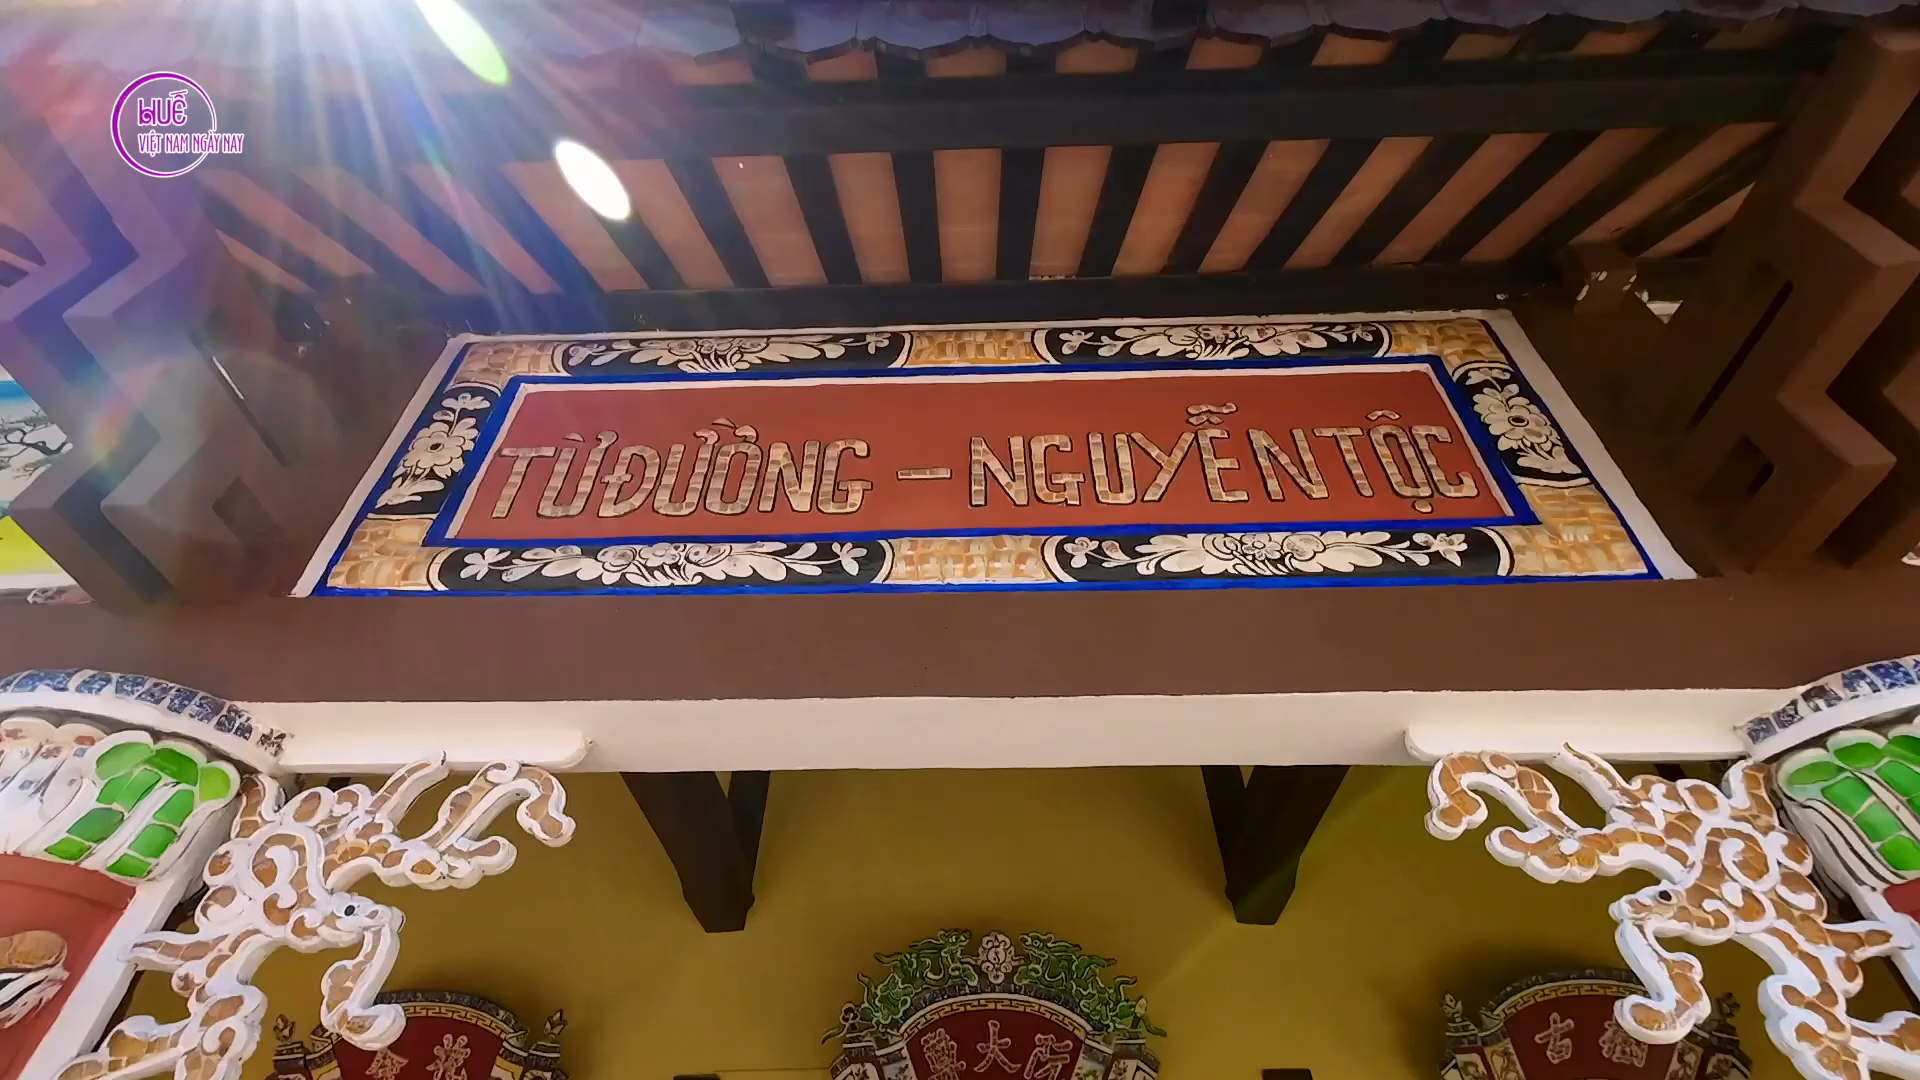 HUẾ
VIỆT NAM NGÀY NAY
TỪ ĐƯỜNG - NGUYỄN TỘC